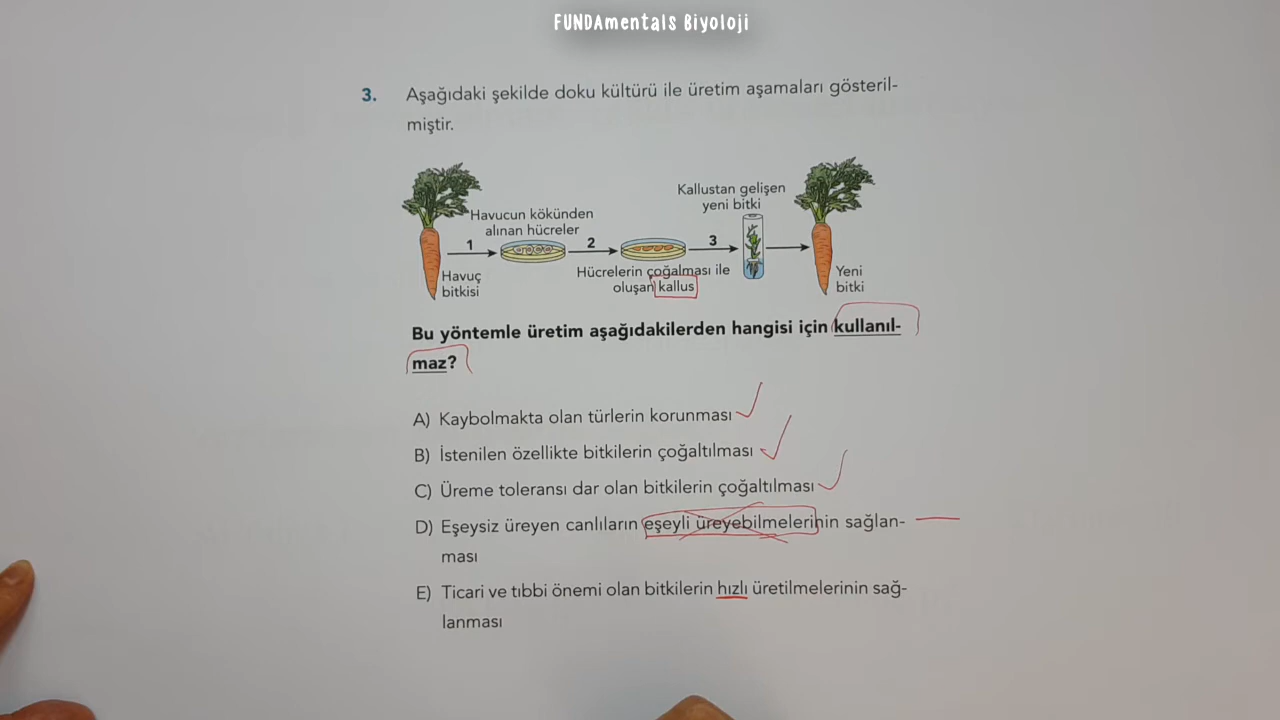 FUNDAmentals Biyoloji
3. Aşağıdaki şekilde doku kültürü ile üretim aşamaları gösteril-
miştir.
Havucun kökünden
alınan hücreler
Kallustan gelişen
yeni bitki
1
2
3
Havuç
bitkisi
Hücrelerin çoğalması ile
oluşan kallus
Yeni
bitki
Bu yöntemle üretim aşağıdakilerden hangisi için kullanıl-
maz?
A) Kaybolmakta olan türlerin korunması
B) İstenilen özellikte bitkilerin çoğaltılması
C) Üreme toleransı dar olan bitkilerin çoğaltılması
D) Eşeysiz üreyen canlıların eşeyli üreyebilmelerinin sağlan-
ması
E) Ticari ve tıbbi önemi olan bitkilerin hızlı üretilmelerinin sağ-
lanması